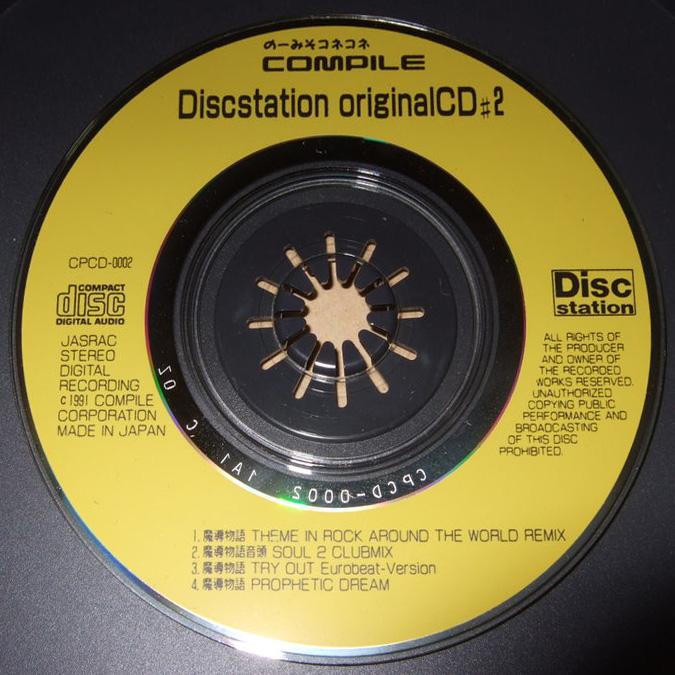 のーみそコネコネ
COMPILE
Discstation originalCD♯2
CPCD-0002
COMPACT
disc
DIGITAL AUDIO
JASRAC
STEREO
DIGITAL
RECORDING
©1991 COMPILE
CORPORATION
MADE IN JAPAN
Disc
station
ALL RIGHTS OF
THE PRODUCER
AND OWNER OF
THE RECORDED
WORKS RESERVED.
UNAUTHORIZED
COPYING PUBLIC
PERFORMANCE AND
BROADCASTING
OF THIS DISC
PROHIBITED.
CPCD-0002 1A1
1.魔導物語 THEME IN ROCK AROUND THE WORLD REMIX
2.魔導物語音頭 SOUL 2 CLUBMIX
3.魔導物語 TRY OUT Eurobeat-Version
4.魔導物語 PROPHETIC DREAM